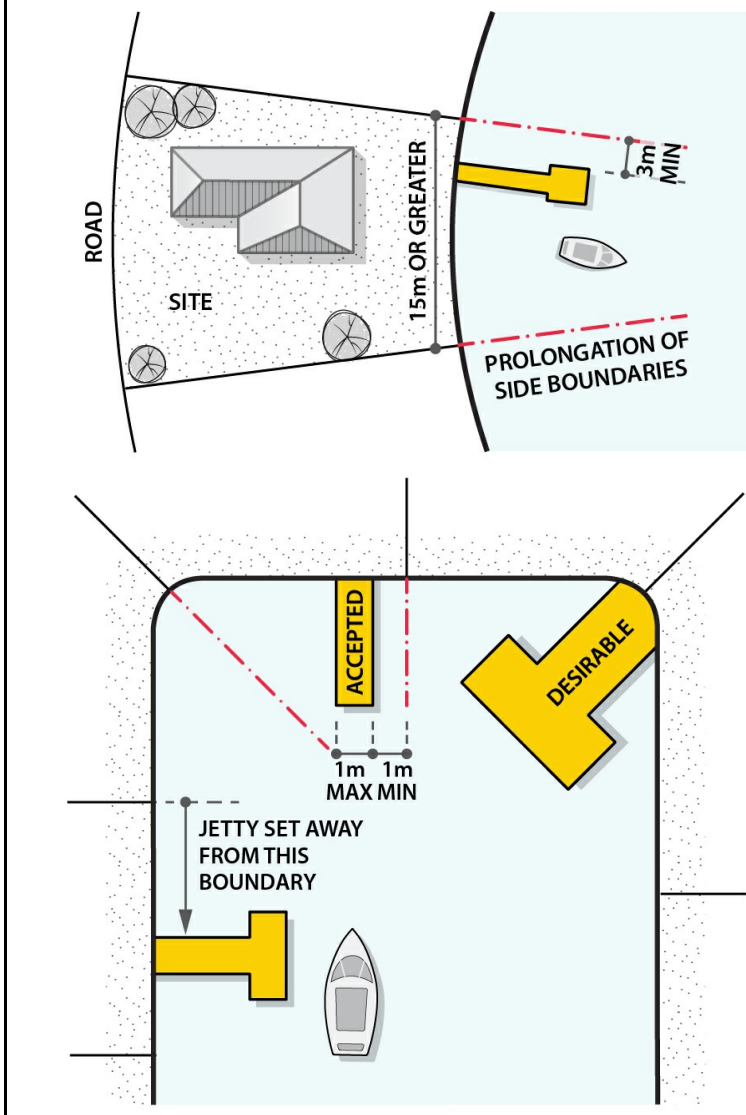 ROAD
SITE
15m OR GREATER
3m
MIN
PROLONGATION OF
SIDE BOUNDARIES
ACCEPTED
DESIRABLE
1m 1m
MAX MIN
JETTY SET AWAY
FROM THIS
BOUNDARY